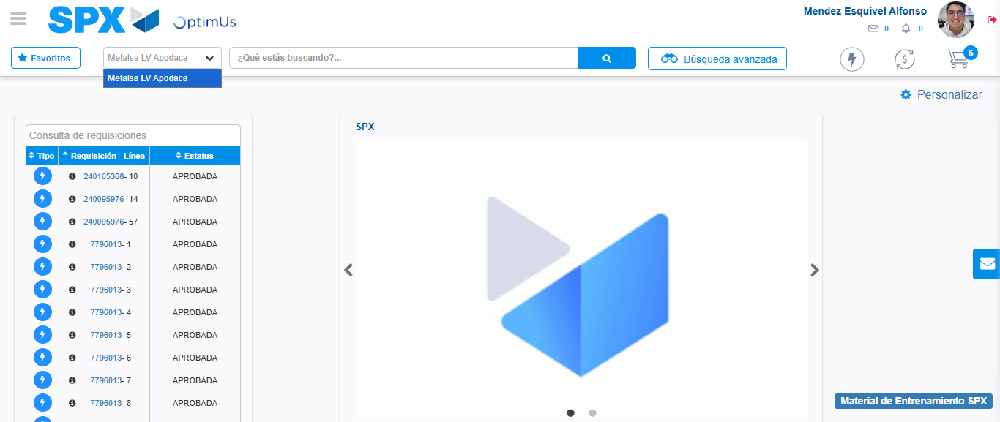 SPX OptimUs
Mendez Esquivel Alfonso
0 0
Favoritos
Metalsa LV Apodaca
¿Qué estás buscando?...
Búsqueda avanzada
6
Metalsa LV Apodaca
Personalizar
Consulta de requisiciones
Tipo Requisición - Línea Estatus
240165368- 10 APROBADA
240095976- 14 APROBADA
240095976- 57 APROBADA
7796013- 1 APROBADA
7796013- 2 APROBADA
7796013- 3 APROBADA
7796013- 4 APROBADA
7796013- 5 APROBADA
7796013- 6 APROBADA
7796013- 7 APROBADA
7796013- 8 APROBADA
SPX
Material de Entrenamiento SPX